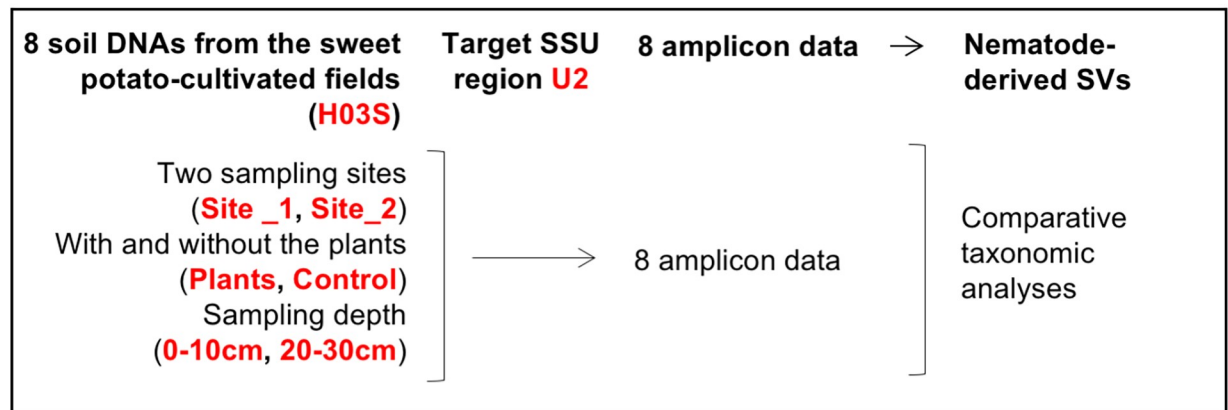 8 soil DNAs from the sweet
potato-cultivated fields
(H03S)
Target SSU
region U2
8 amplicon data →
Nematode-
derived SVs
Two sampling sites
(Site _1, Site_2)
With and without the plants
(Plants, Control)
Sampling depth
(0-10cm, 20-30cm)
8 amplicon data
Comparative
taxonomic
analyses